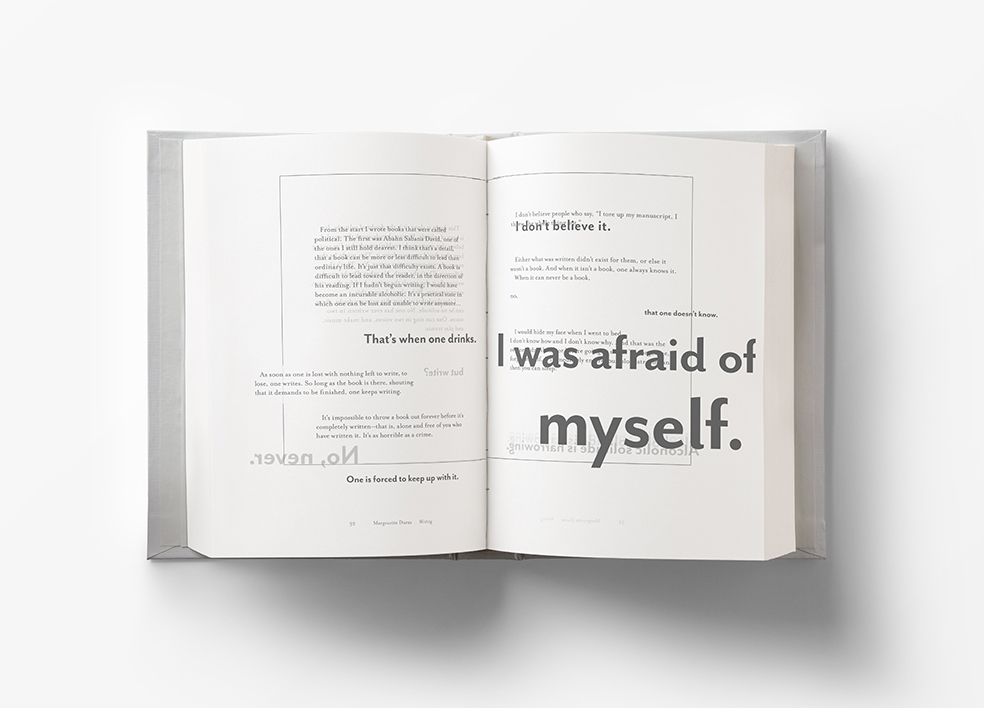 From the start I wrote books that were called
political. The first was Abahn Sabana David, one of
the ones I still hold dearest. I think that's a detail,
that a book can be more or less difficult to lead than
ordinary life. It's just that difficulty exists. A book is
difficult to lead toward the reader, in the direction of
his reading. If I hadn't begun writing, I would have
become an incurable alcoholic. It's a practical state in
which one can be lost and unable to write anymore...
That's when one drinks.
but write?
As soon as one is lost with nothing left to write, to
lose, one writes. So long as the book is there, shouting
that it demands to be finished, one keeps writing.
It's impossible to throw a book out forever before it's
completely written—that is, alone and free of you who
have written it. It's as horrible as a crime.
No, never.
One is forced to keep up with it.
59 Marguerite Duras Writing
I don't believe people who say, "I tore up my manuscript, I
I don't believe it.
Either what was written didn't exist for them, or else it
wasn't a book. And when it isn't a book, one always knows it.
When it can never be a book.
no,
that one doesn't know.
I would hide my face when I went to bed.
I don't know how and I don't know why. And that was the
I was afraid of
then you can sleep.
myself.
Alcoholic solitude is harrowing.